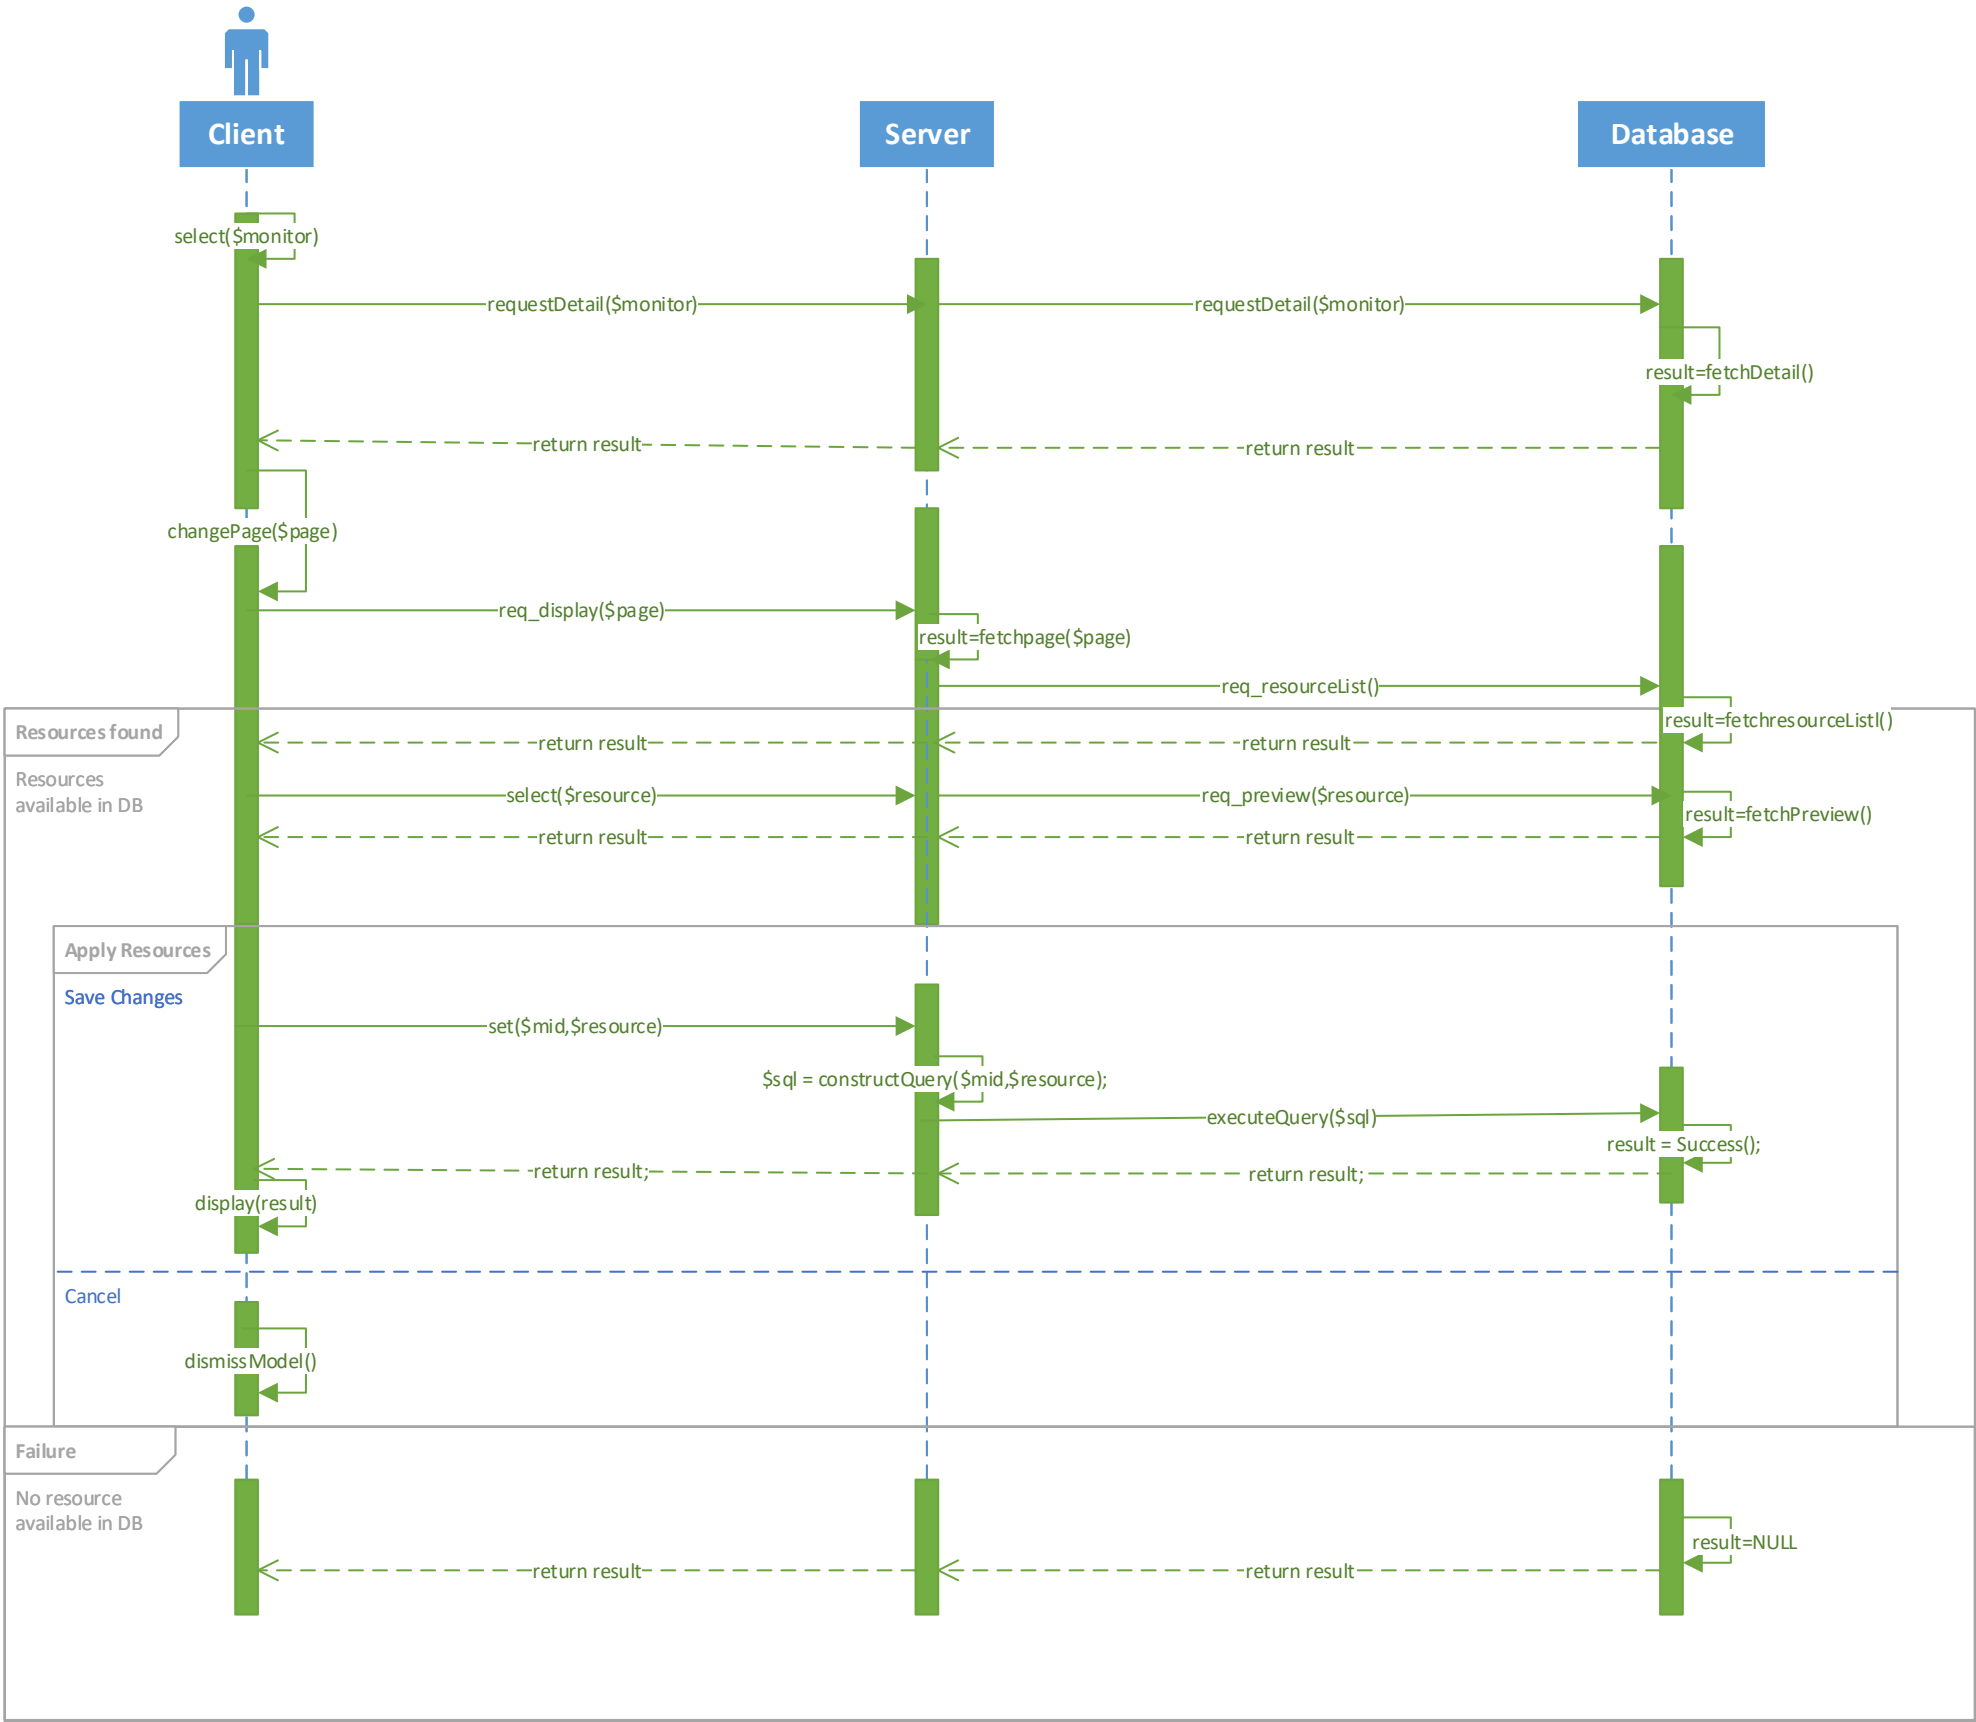 Client
Server
Database
select($monitor)
requestDetail($monitor)
requestDetail($monitor)
result=fetchDetail()
return result
return result
changePage($page)
req_display($page)
result=fetchpage($page)
req_resourceList()
Resources found
result=fetchresourceListl()
return result
return result
Resources
available in DB
select($resource)
req_preview($resource)
result=fetchPreview()
return result
return result
Apply Resources
Save Changes
set($mid,$resource)
$sql = constructQuery($mid,$resource);
executeQuery($sql)
result = Success();
return result;
return result;
display(result)
Cancel
dismissModel()
Failure
No resource
available in DB
result=NULL
return result
return result